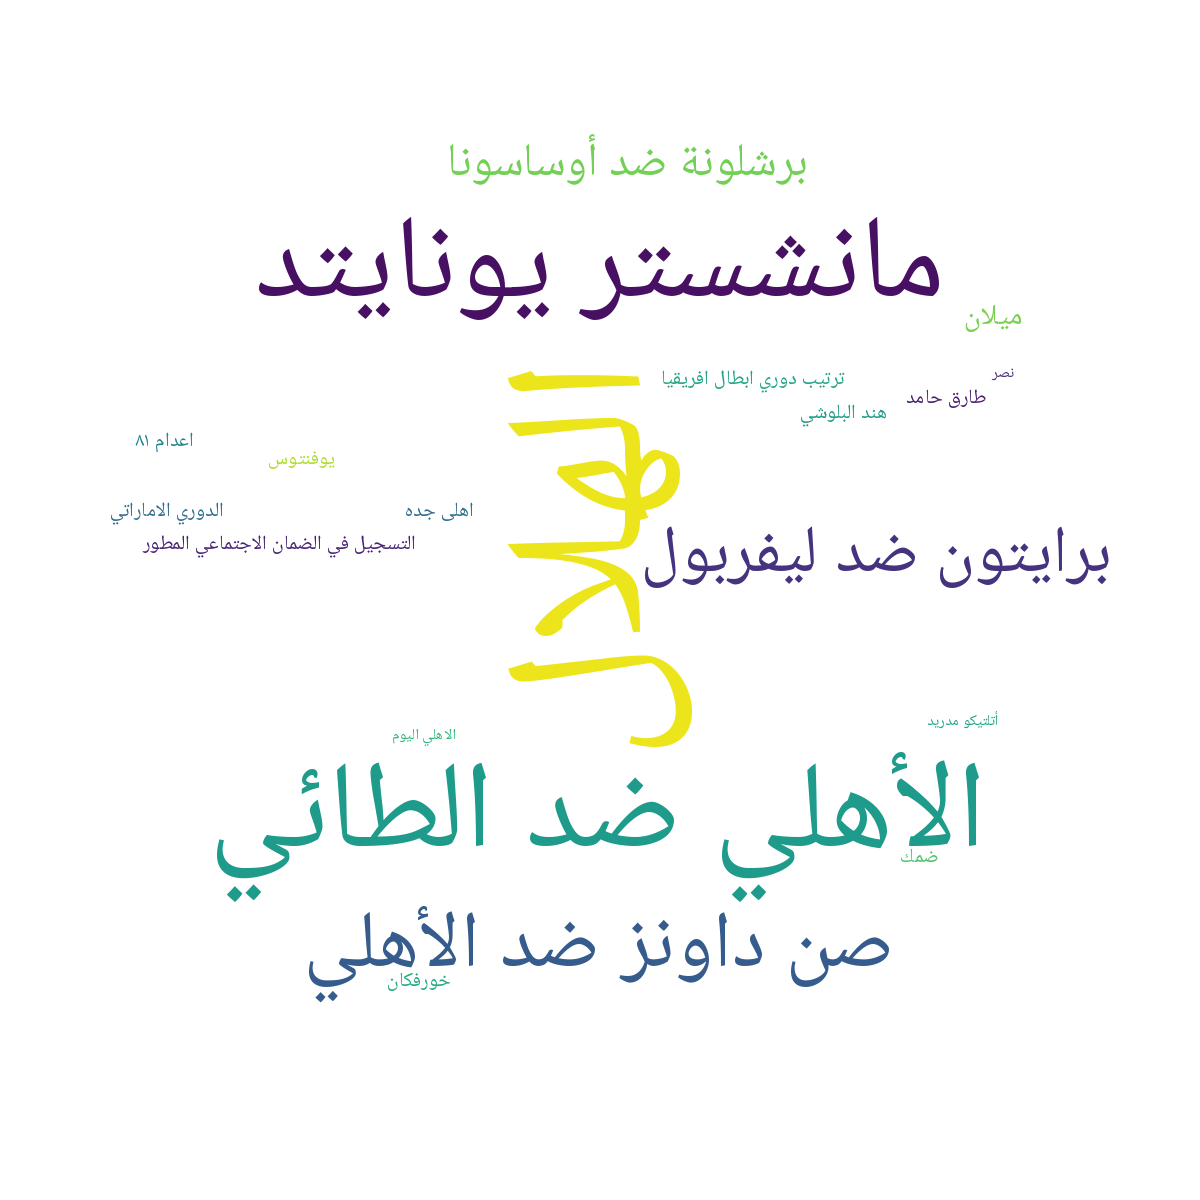 برشلونة ضد أوساسونا
مانشستر يونايتد
ميلان
نصر
ترتيب دوري ابطال افريقيا
طارق حامد
هند البلوشي
الهلال
اعدام ٨١
يوفنتوس
اهلى جده
الدوري الاماراتي
التسجيل في الضمان الاجتماعي المطور
برايتون ضد ليفربول
أتلتيكو مدريد
الاهلي اليوم
الأهلي ضد الطائي
ضمك
صن داونز ضد الأهلي
خورفكان